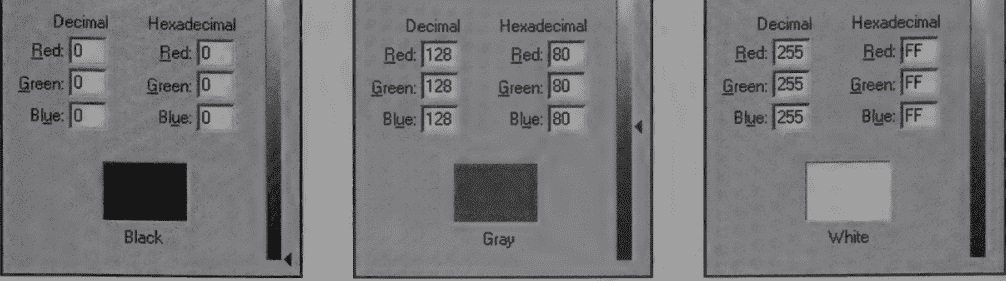 Decimal Hexadecimal
Red: 0 Red: 0
Green: 0 Green: 0
Blue: 0 Blue: 0
Black
Decimal Hexadecimal
Red: 128 Red: 80
Green: 128 Green: 80
Blue: 128 Blue: 80
Gray
Decimal Hexadecimal
Red: 255 Red: FF
Green: 255 Green: FF
Blue: 255 Blue: FF
White